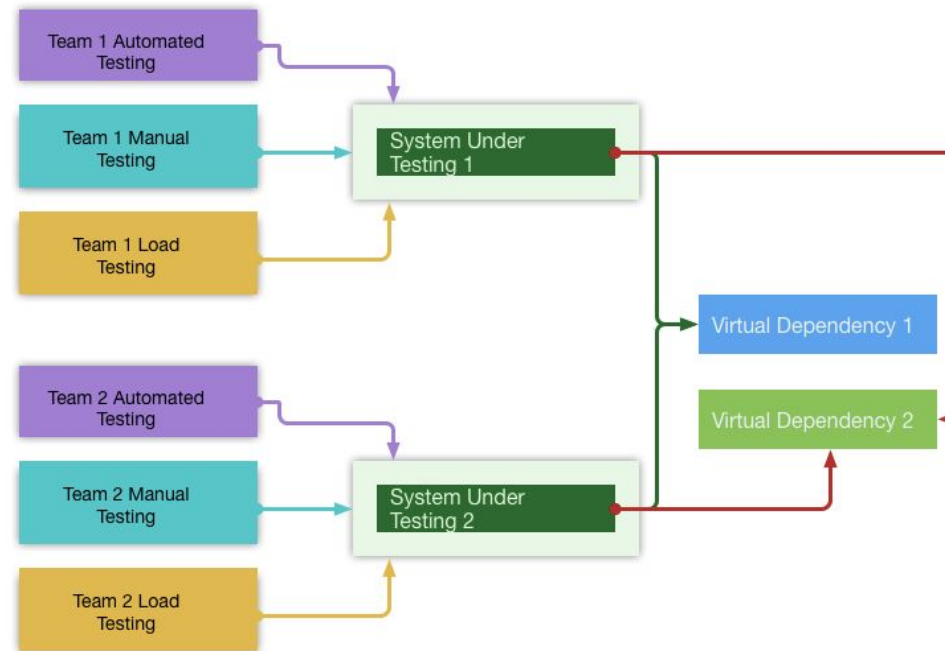 Team 1 Automated
Testing
Team 1 Manual
Testing
System Under
Testing 1
Team 1 Load
Testing
Virtual Dependency 1
Team 2 Automated
Testing
Virtual Dependency 2
Team 2 Manual
Testing
System Under
Testing 2
Team 2 Load
Testing